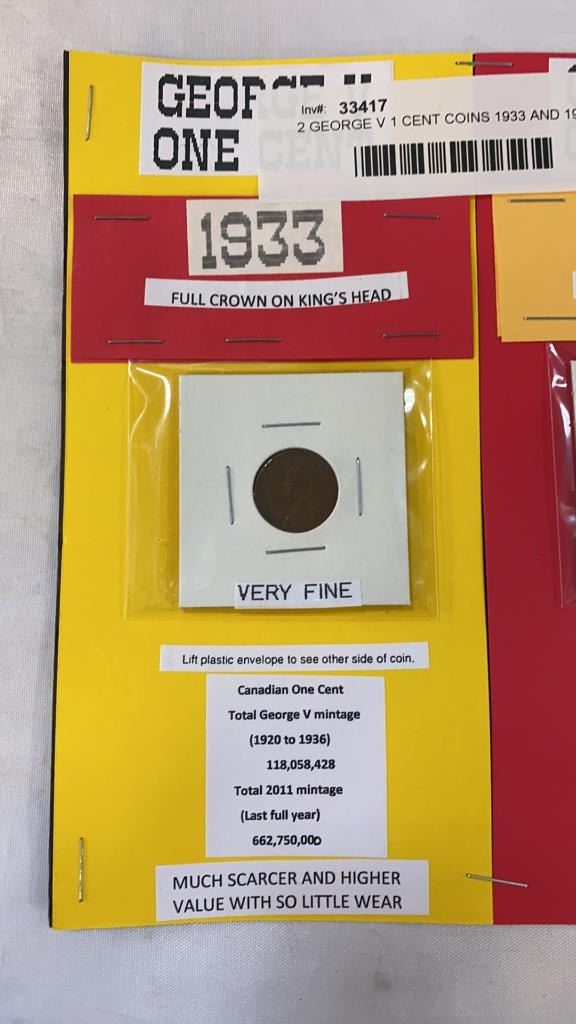 GEORGE V
ONE CENT
Inv#: 33417
2 GEORGE V 1 CENT COINS 1933 AND 19
1933
FULL CROWN ON KING'S HEAD
VERY FINE
Lift plastic envelope to see other side of coin.
Canadian One Cent
Total George V mintage
(1920 to 1936)
118,058,428
Total 2011 mintage
(Last full year)
662,750,000
MUCH SCARCER AND HIGHER
VALUE WITH SO LITTLE WEAR